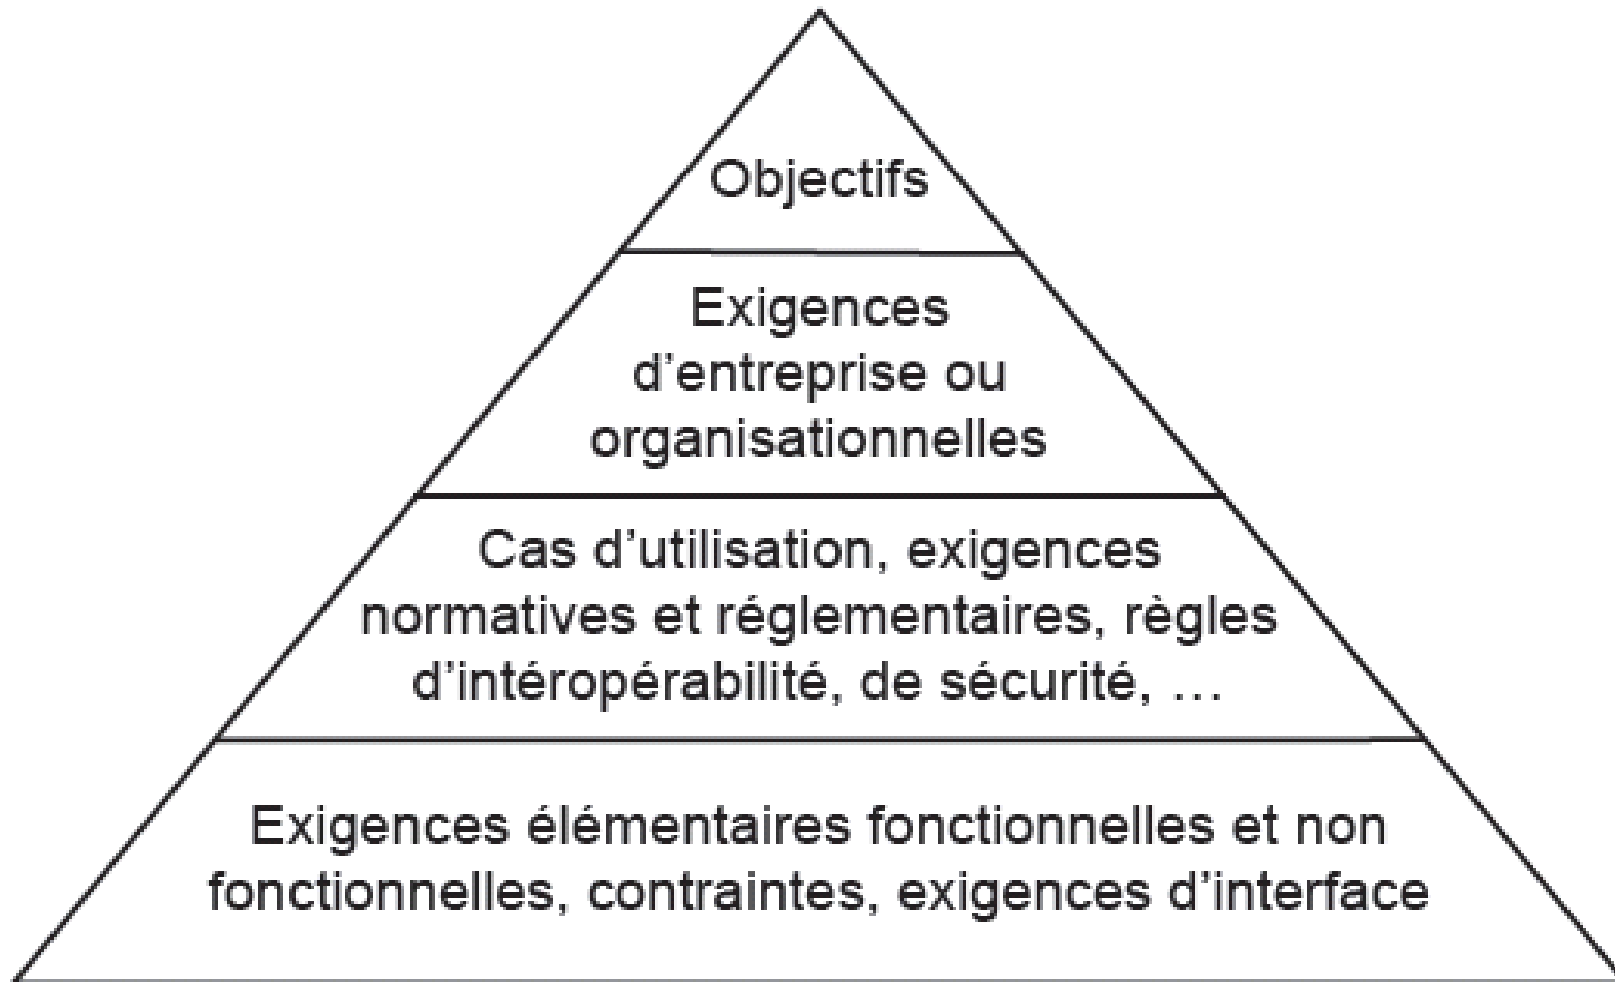 Objectifs
Exigences
d’entreprise ou
organisationnelles
Cas d’utilisation, exigences
normatives et réglementaires, règles
d’intéropérabilité, de sécurité, …
Exigences élémentaires fonctionnelles et non
fonctionnelles, contraintes, exigences d’interface